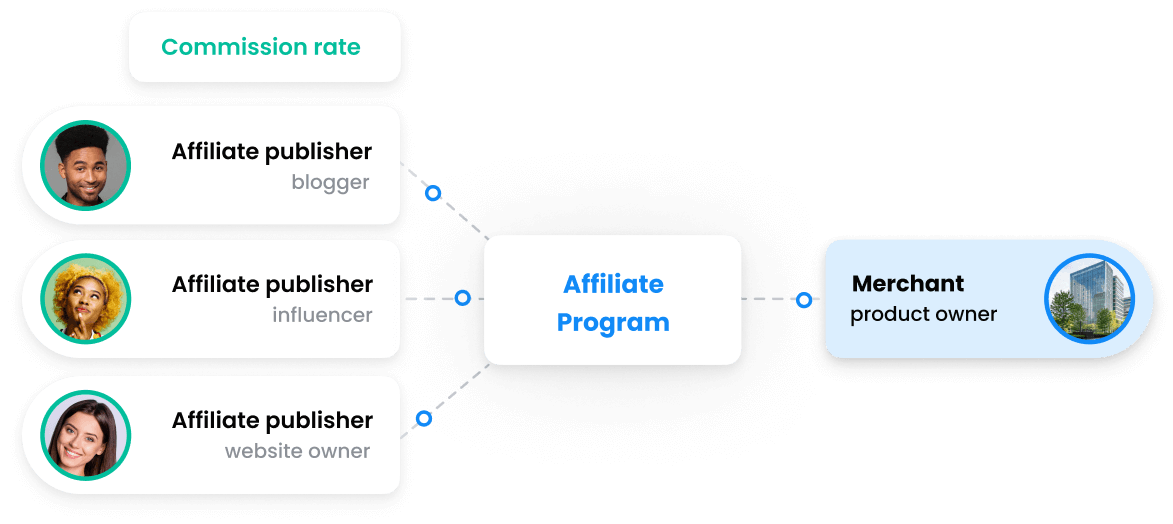 Commission rate
Affiliate publisher
blogger
Affiliate publisher
influencer
Affiliate publisher
website owner
Affiliate
Program
Merchant
product owner